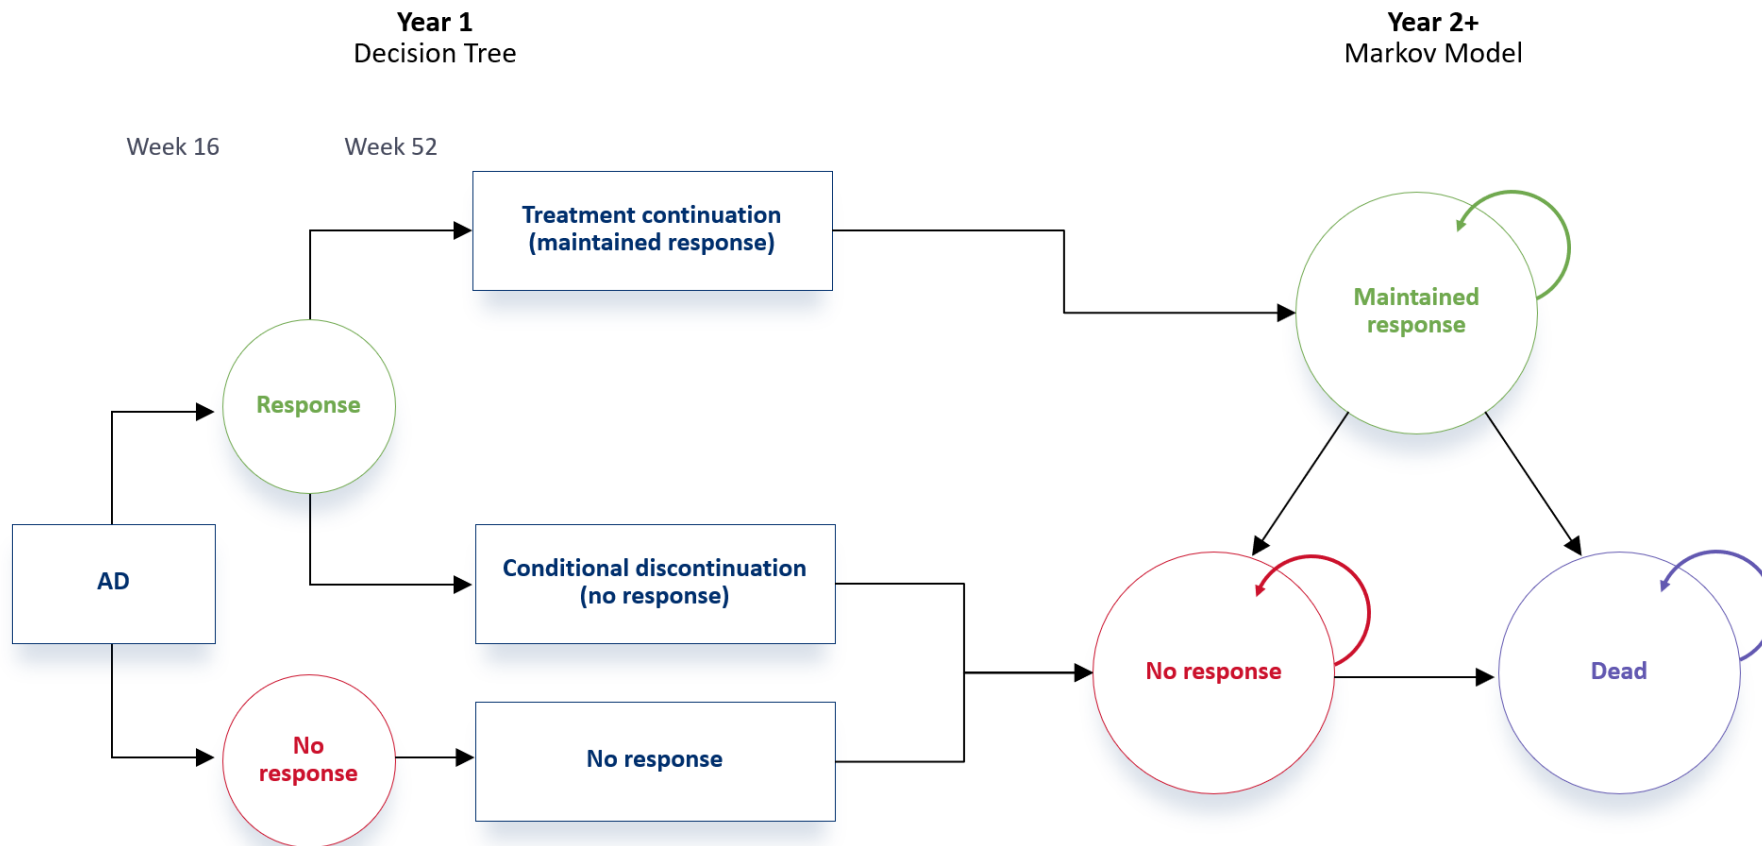 Year 1
Decision Tree
Year 2+
Markov Model
Week 16
Week 52
Treatment continuation
(maintained response)
Maintained
response
Response
AD
Conditional discontinuation
(no response)
No response
Dead
No
response
No response